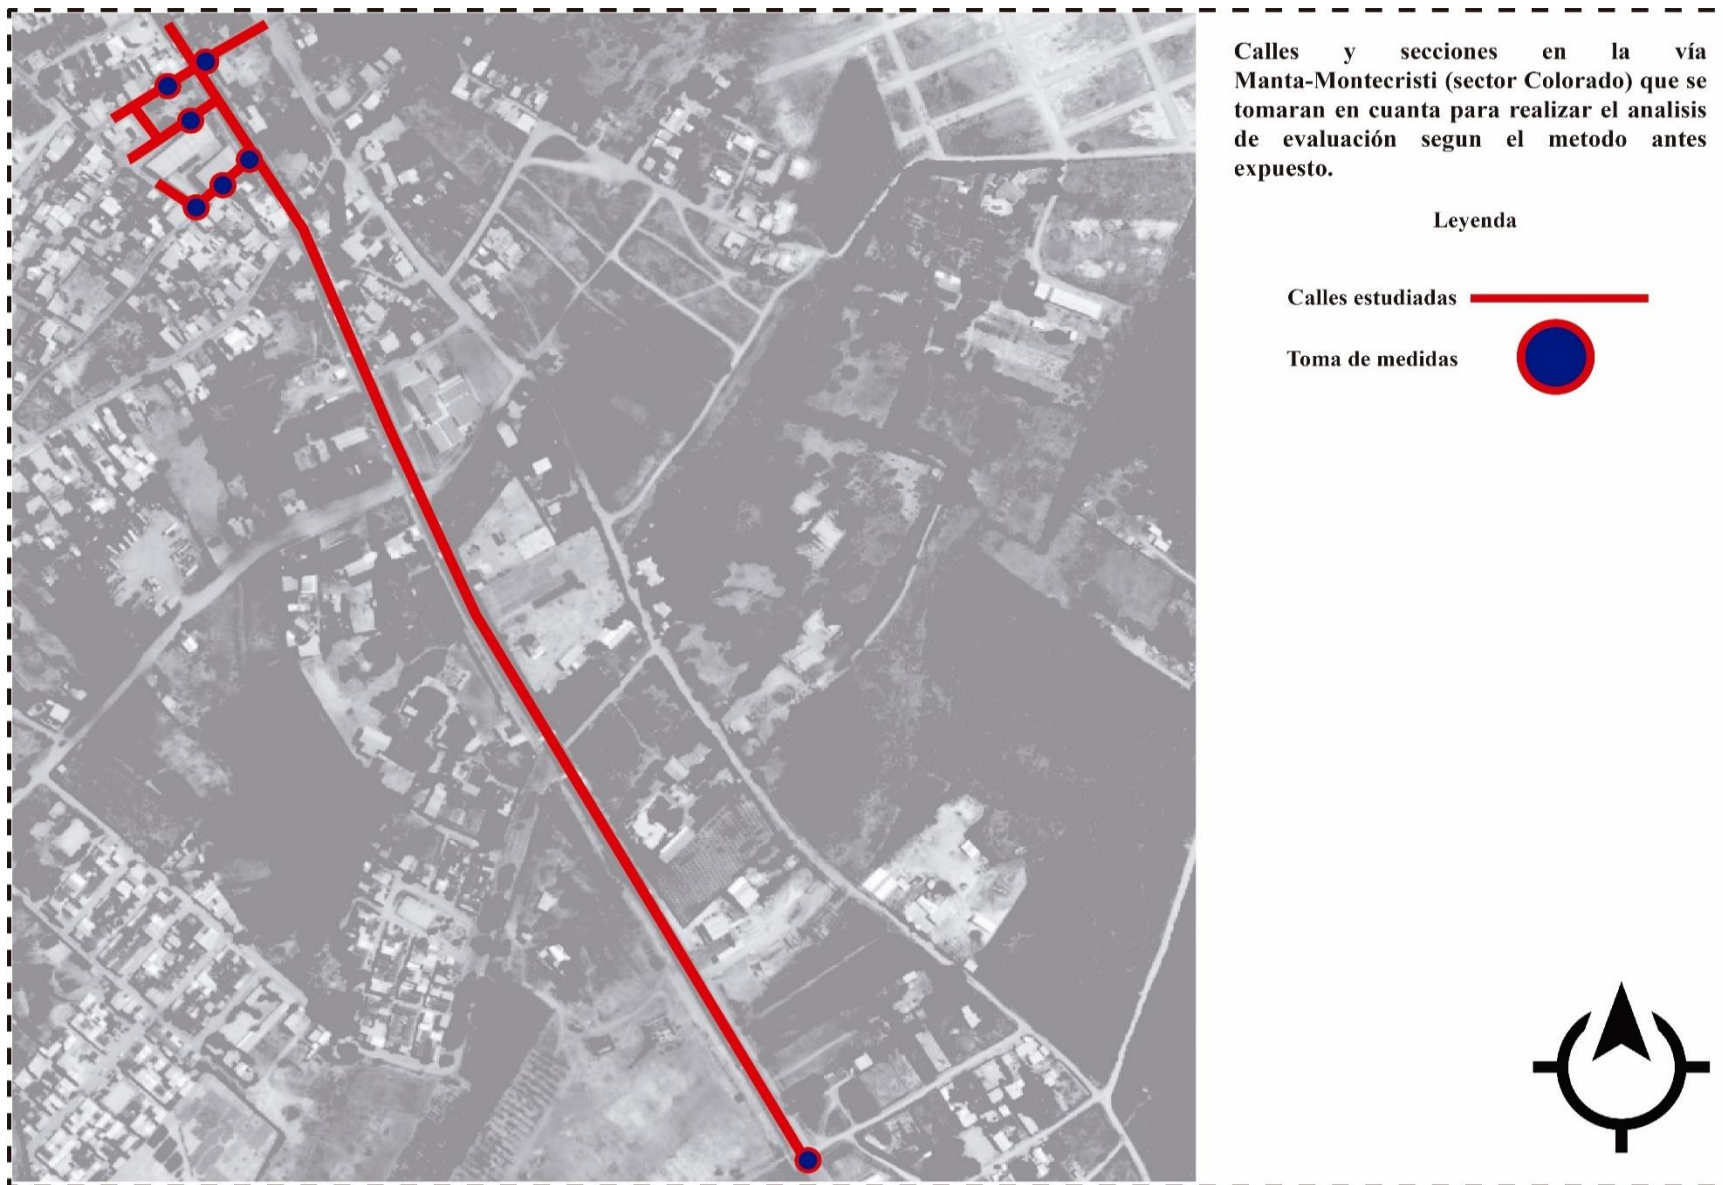 Calles y secciones en la vía
Manta-Montecristi (sector Colorado) que se
tomaran en cuanta para realizar el analisis
de evaluación segun el metodo antes
expuesto.
Leyenda
Calles estudiadas
Toma de medidas